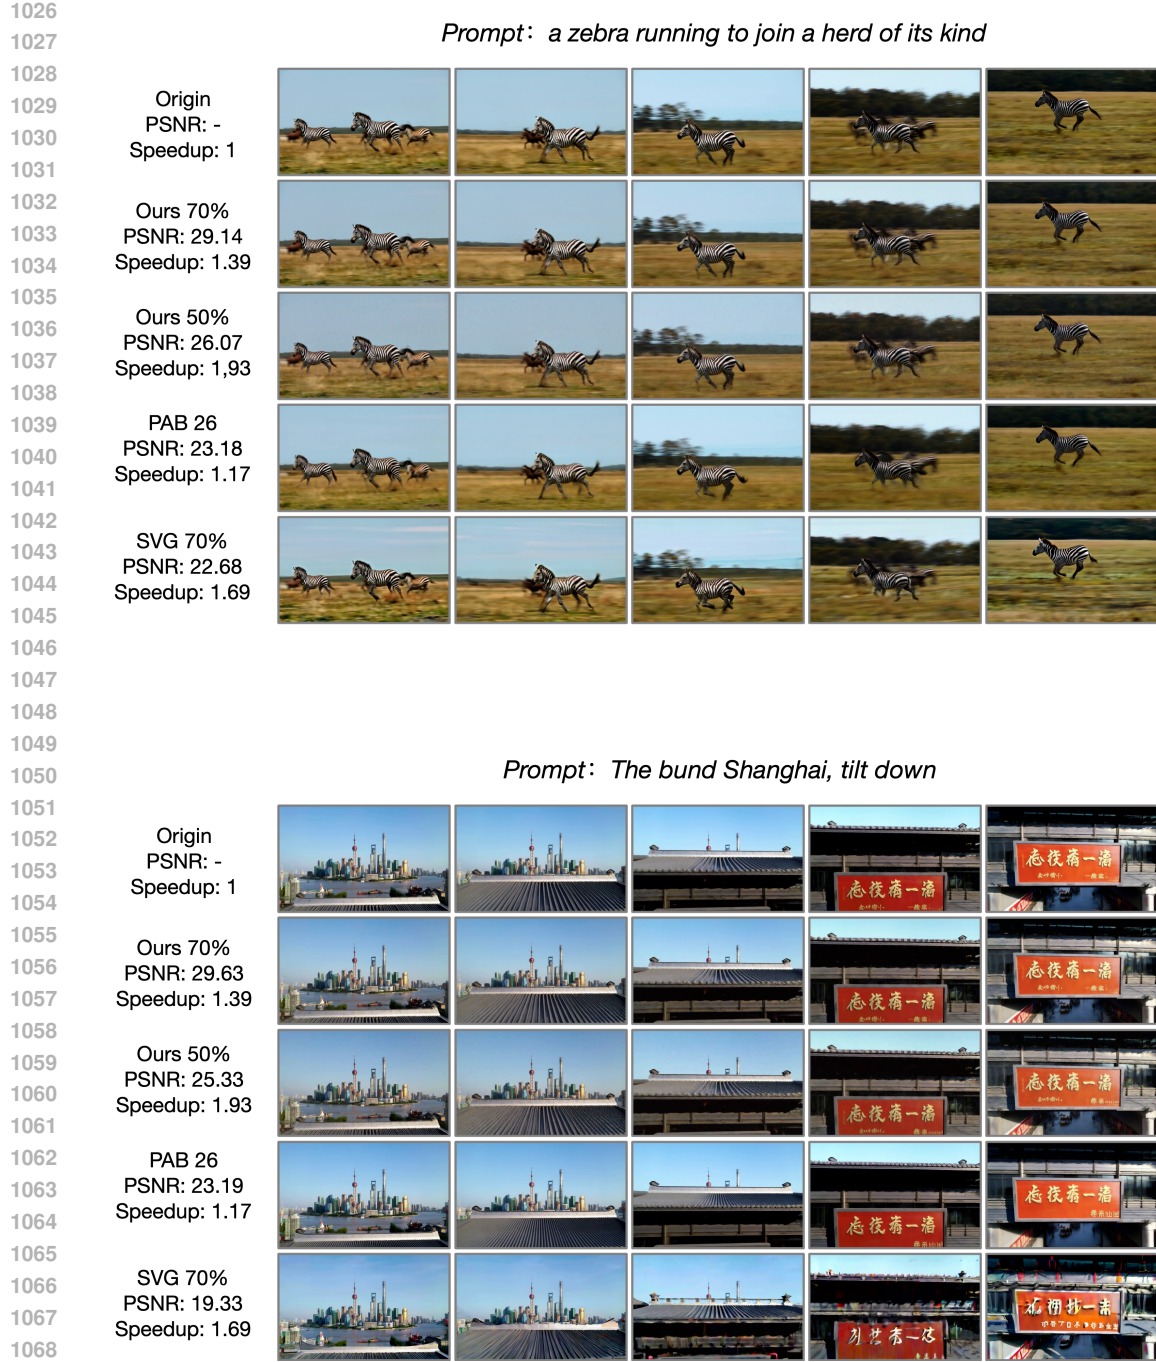 1026
1027
1028
1029
1030
1031
1032
1033
1034
1035
1036
1037
1038
1039
1040
1041
1042
1043
1044
1045
1046
1047
1048
1049
1050
1051
1052
1053
1054
1055
1056
1057
1058
1059
1060
1061
1062
1063
1064
1065
1066
1067
1068
Prompt：a zebra running to join a herd of its kind
Origin
PSNR: -
Speedup: 1
Ours 70%
PSNR: 29.14
Speedup: 1.39
Ours 50%
PSNR: 26.07
Speedup: 1,93
PAB 26
PSNR: 23.18
Speedup: 1.17
SVG 70%
PSNR: 22.68
Speedup: 1.69
Prompt：The bund Shanghai, tilt down
Origin
PSNR: -
Speedup: 1
Ours 70%
PSNR: 29.63
Speedup: 1.39
Ours 50%
PSNR: 25.33
Speedup: 1.93
PAB 26
PSNR: 23.19
Speedup: 1.17
SVG 70%
PSNR: 19.33
Speedup: 1.69